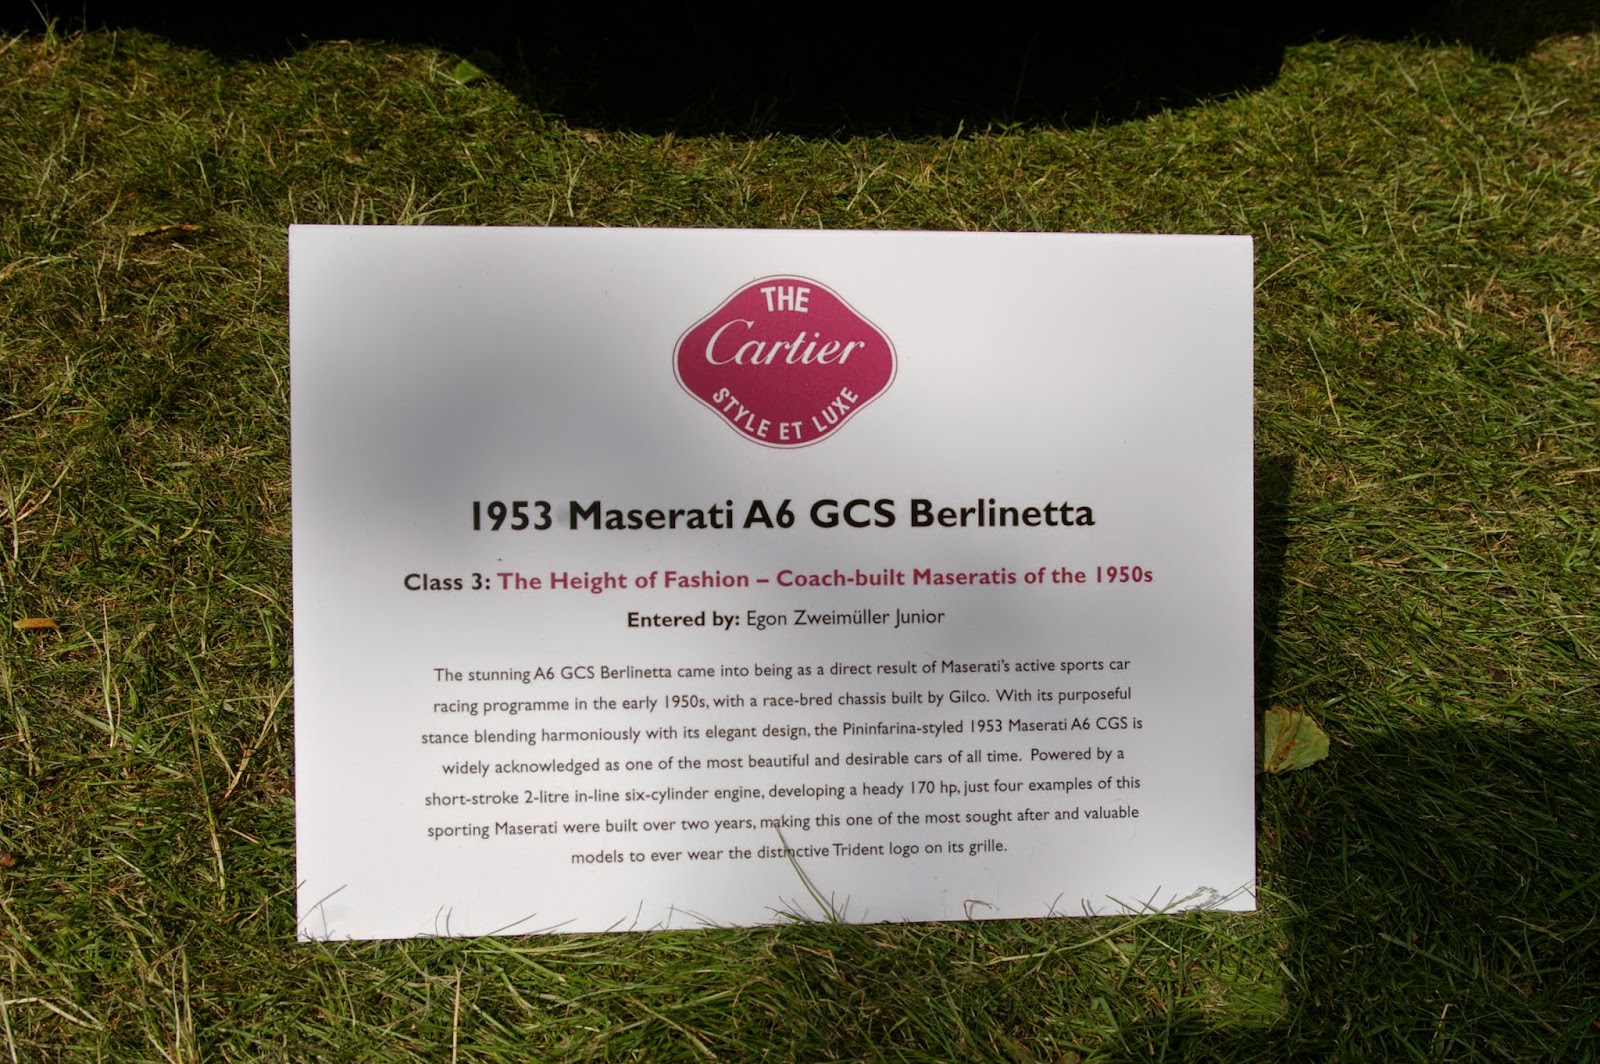 THE
Cartier
STYLE ET LUXE
1953 Maserati A6 GCS Berlinetta
Class 3: The Height of Fashion – Coach-built Maseratis of the 1950s
Entered by: Egon Zweimüller Junior
The stunning A6 GCS Berlinetta came into being as a direct result of Maserati's active sports car
racing programme in the early 1950s, with a race-bred chassis built by Gilco. With its purposeful
stance blending harmoniously with its elegant design, the Pininfarina-styled 1953 Maserati A6 CGS is
widely acknowledged as one of the most beautiful and desirable cars of all time. Powered by a
short-stroke 2-litre in-line six-cylinder engine, developing a heady 170 hp, just four examples of this
sporting Maserati were built over two years, making this one of the most sought after and valuable
models to ever wear the distinctive Trident logo on its grille.